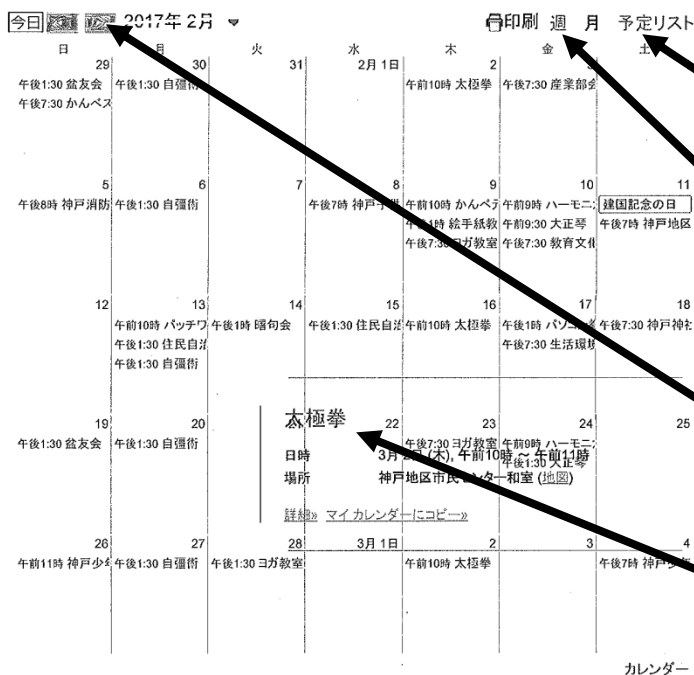 今日 2017年 2月 印刷 週 月 予定リスト
日 月 火 水 木 金 土
29 30 31 2月 1日 2
午後1:30 盆友会 午後1:30 自彊術 午前10時 太極拳 午後7:30 産業部会
午後7:30 かんベス
5 6 7 8 9 10 11
午後8時 神戸消防 午後1:30 自彊術 午後7時 神戸 午前10時 かんべ 午前9時 ハーモニ 建国記念の日
絵手紙教 午前9:30 大正琴 午後7時 神戸地区
午後7:30 ヨガ教室 午後7:30 教育文化
12 13 14 15 16 17 18
午前10時 パッチワ 午後1時 曙句会 午後1:30 住民自治 午前10時 太極拳 午後1時 パソコン 午後7:30 神戸神社
午後1:30 住民自治 午後7:30 生活環境
午後1:30 自彊術
19 20 22 23 24 25
午後1:30 盆友会 午後1:30 自彊術 午後7:30 ヨガ教室 午前9時 ハーモニ
午後1:30 大正琴
太極拳
日時 3月 2日 (木), 午前10時 ~ 午前11時
場所 神戸地区市民センター和室 (地図)
詳細» マイ カレンダーにコピー»
26 27 28 3月 1日 2 3 4
午前11時 神戸少年 午後1:30 自彊術 午後1:30 ヨガ教室 午前10時 太極拳 午後7時 神戸少年
カレンダー